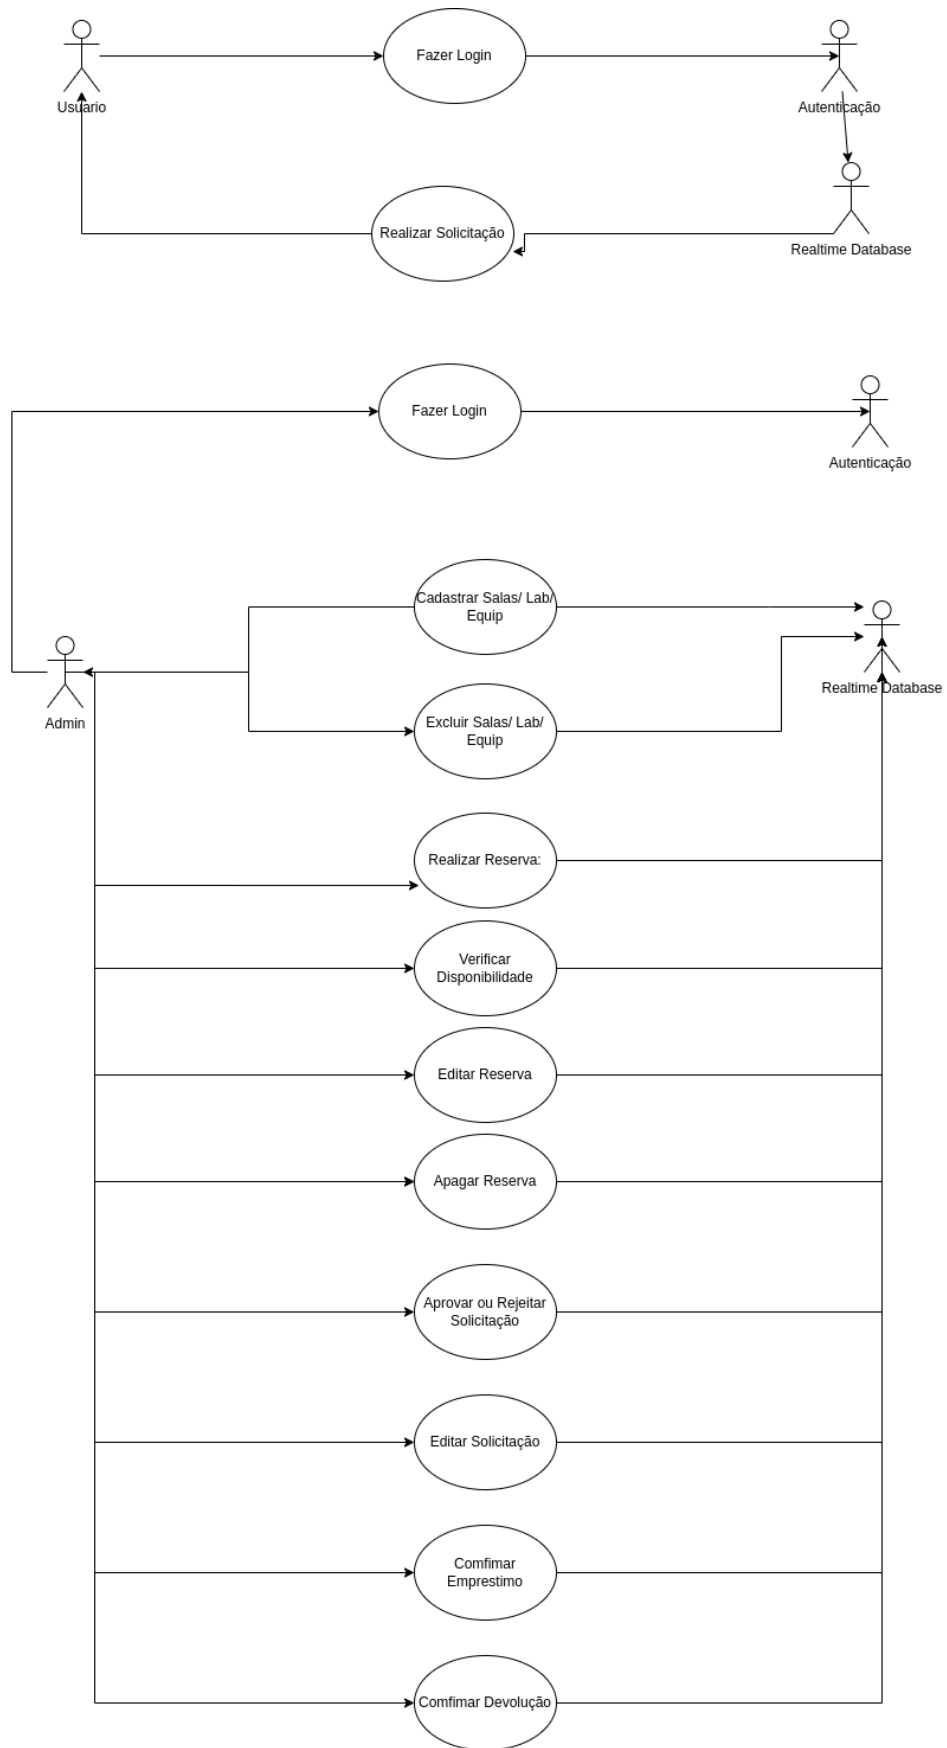 Fazer Login
Usuario
Autenticação
Realizar Solicitação
Realtime Database
Fazer Login
Autenticação
Cadastrar Salas/ Lab/
Equip
Realtime Database
Admin
Excluir Salas/ Lab/
Equip
Realizar Reserva:
Verificar
Disponibilidade
Editar Reserva
Apagar Reserva
Aprovar ou Rejeitar
Solicitação
Editar Solicitação
Comfimar
Emprestimo
Comfimar Devolução